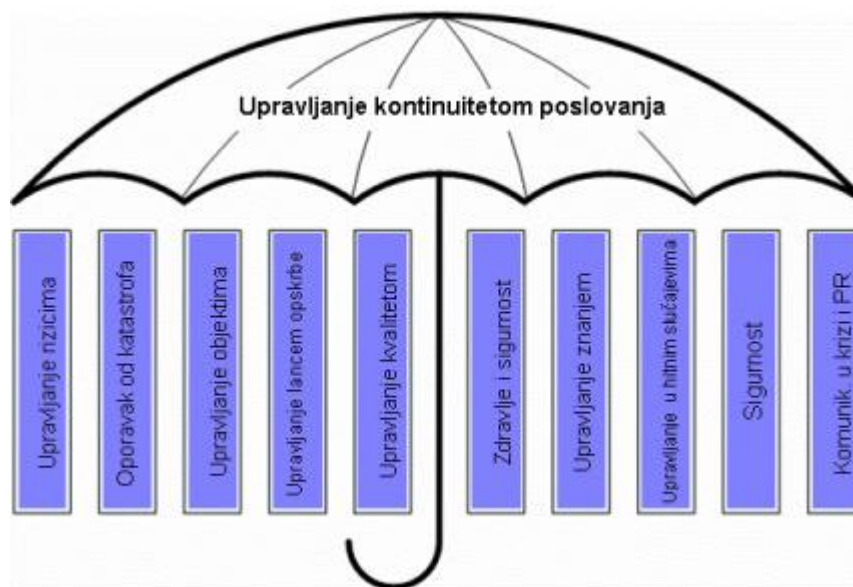 Upravljanje kontinuitetom poslovanja
Upravljanje rizicima
Oporavak od katastrofa
Upravljanje objektima
Upravljanje lancem opskrbe
Upravljanje kvalitetom
Zdravlje i sigurnost
Upravljanje znanjem
Upravljanje u hitnim slučajevima
Sigurnost
Komunik. u krizi i PR